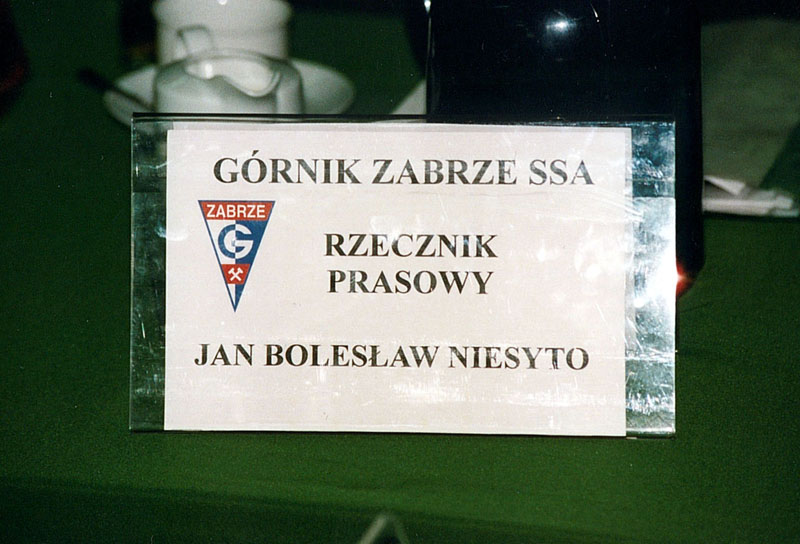 GÓRNIK ZABRZE SSA
ZABRZE
G
RZECZNIK
PRASOWY
JAN BOLESŁAW NIESYTO